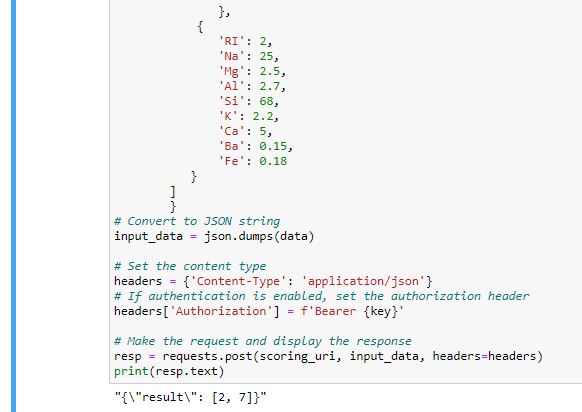 },
{
'RI': 2,
'Na': 25,
'Mg': 2.5,
'Al': 2.7,
'Si': 68,
'K': 2.2,
'Ca': 5,
'Ba': 0.15,
'Fe': 0.18
}
]
}
# Convert to JSON string
input_data = json.dumps(data)
# Set the content type
headers = {'Content-Type': 'application/json'}
# If authentication is enabled, set the authorization header
headers['Authorization'] = f'Bearer {key}'
# Make the request and display the response
resp = requests.post(scoring_uri, input_data, headers=headers)
print(resp.text)
"{\"result\": [2, 7]}"